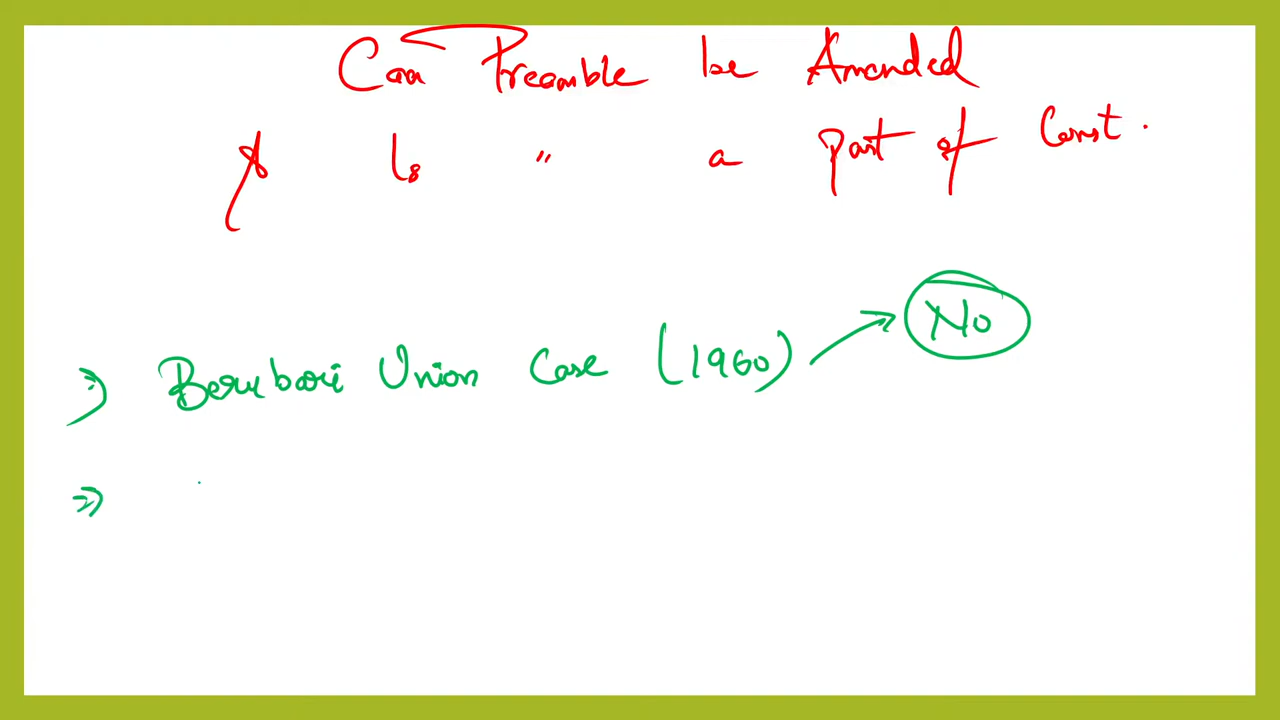 Can Preamble be Amended
& Is " a part of Const.
⇒ Berubari Union Case (1960) → No
⇒